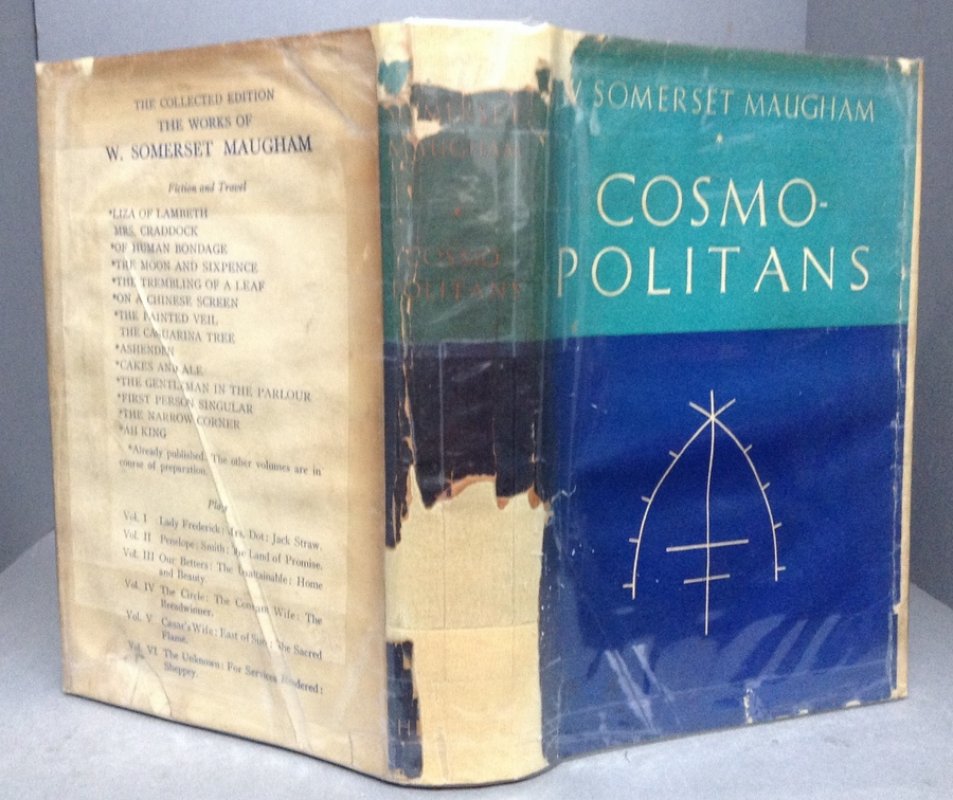 THE COLLECTED EDITION
THE WORKS OF
W. SOMERSET MAUGHAM
Fiction and Travel
*LIZA OF LAMBETH
MRS. CRADDOCK
*OF HUMAN BONDAGE
*THE MOON AND SIXPENCE
*THE TREMBLING OF A LEAF
*ON A CHINESE SCREEN
*THE PAINTED VEIL
THE CASUARINA TREE
*ASHENDEN
*CAKES AND ALE
*THE GENTLEMAN IN THE PARLOUR
*FIRST PERSON SINGULAR
*THE NARROW CORNER
*AH KING
*Already published. The other volumes are in
course of preparation.
Plays
Vol. I Lady Frederick: Mrs. Dot: Jack Straw.
Vol. II Penelope: Smith: The Land of Promise.
Vol. III Our Betters: The Unattainable: Home
and Beauty.
Vol. IV The Circle: The Constant Wife: The
Breadwinner.
Vol. V Cæsar's Wife: East of Suez: The Sacred
Flame.
Vol. VI The Unknown: For Services Rendered:
Sheppey.
MAUGHAM
COSMO-
POLITANS
W SOMERSET MAUGHAM
COSMO-
POLITANS